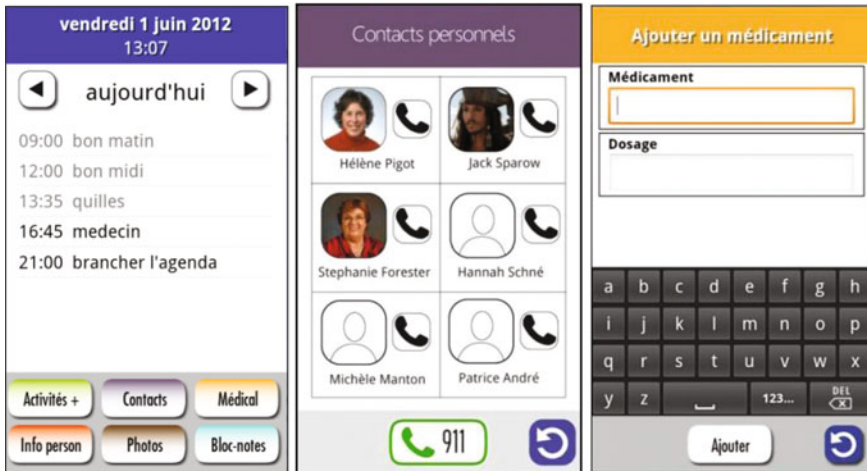 vendredi 1 juin 2012
13:07
aujourd'hui
09:00 bon matin
12:00 bon midi
13:35 quilles
16:45 medecin
21:00 brancher l'agenda
Activités + Contacts Médical
Info person Photos Bloc-notes
Contacts personnels
Hélène Pigot Jack Sparow
Stephanie Forester Hannah Schné
Michèle Manton Patrice André
911
Ajouter un médicament
Médicament
Dosage
a b c d e f g h
i j k l m n o p
q r s t u v w x
y z 123... DEL
Ajouter